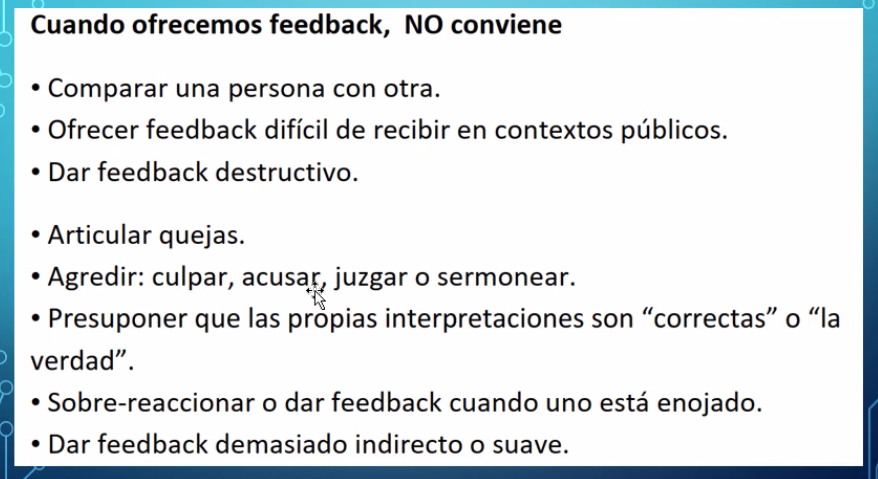 Cuando ofrecemos feedback,  NO conviene
• Comparar una persona con otra.
• Ofrecer feedback difícil de recibir en contextos públicos.
• Dar feedback destructivo.
• Articular quejas.
• Agredir: culpar, acusar, juzgar o sermonear.
• Presuponer que las propias interpretaciones son “correctas” o “la
verdad”.
• Sobre-reaccionar o dar feedback cuando uno está enojado.
• Dar feedback demasiado indirecto o suave.